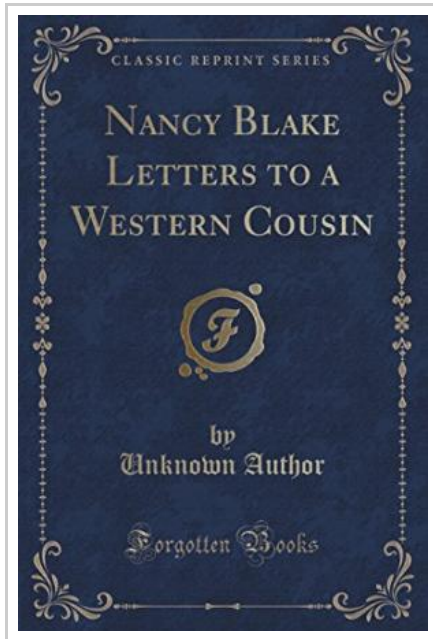 CLASSIC REPRINT SERIES
NANCY BLAKE
LETTERS TO A
WESTERN COUSIN
F
by
Unknown Author
Forgotten Books